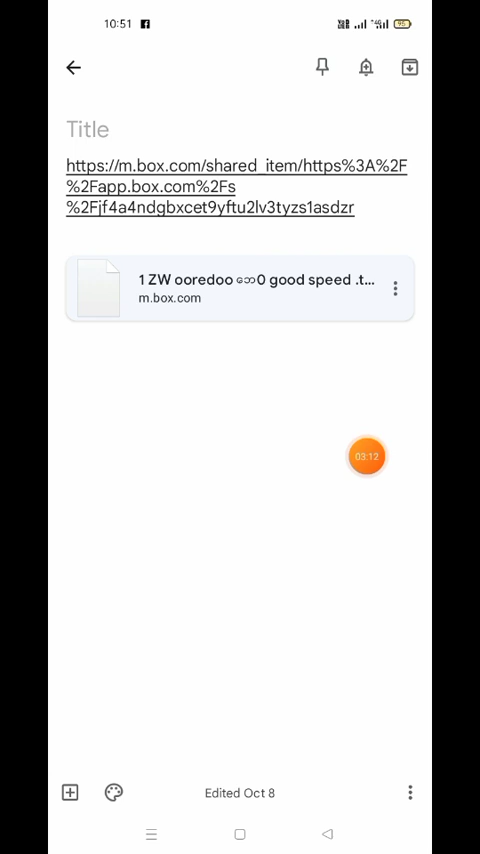 10:51
95
Title
https://m.box.com/shared_item/https%3A%2F
%2Fapp.box.com%2Fs
%2Fjf4a4ndgbxcet9yftu2lv3tyzs1asdzr
1 ZW ooredoo ဘေ0 good speed .t...
m.box.com
03:12
Edited Oct 8